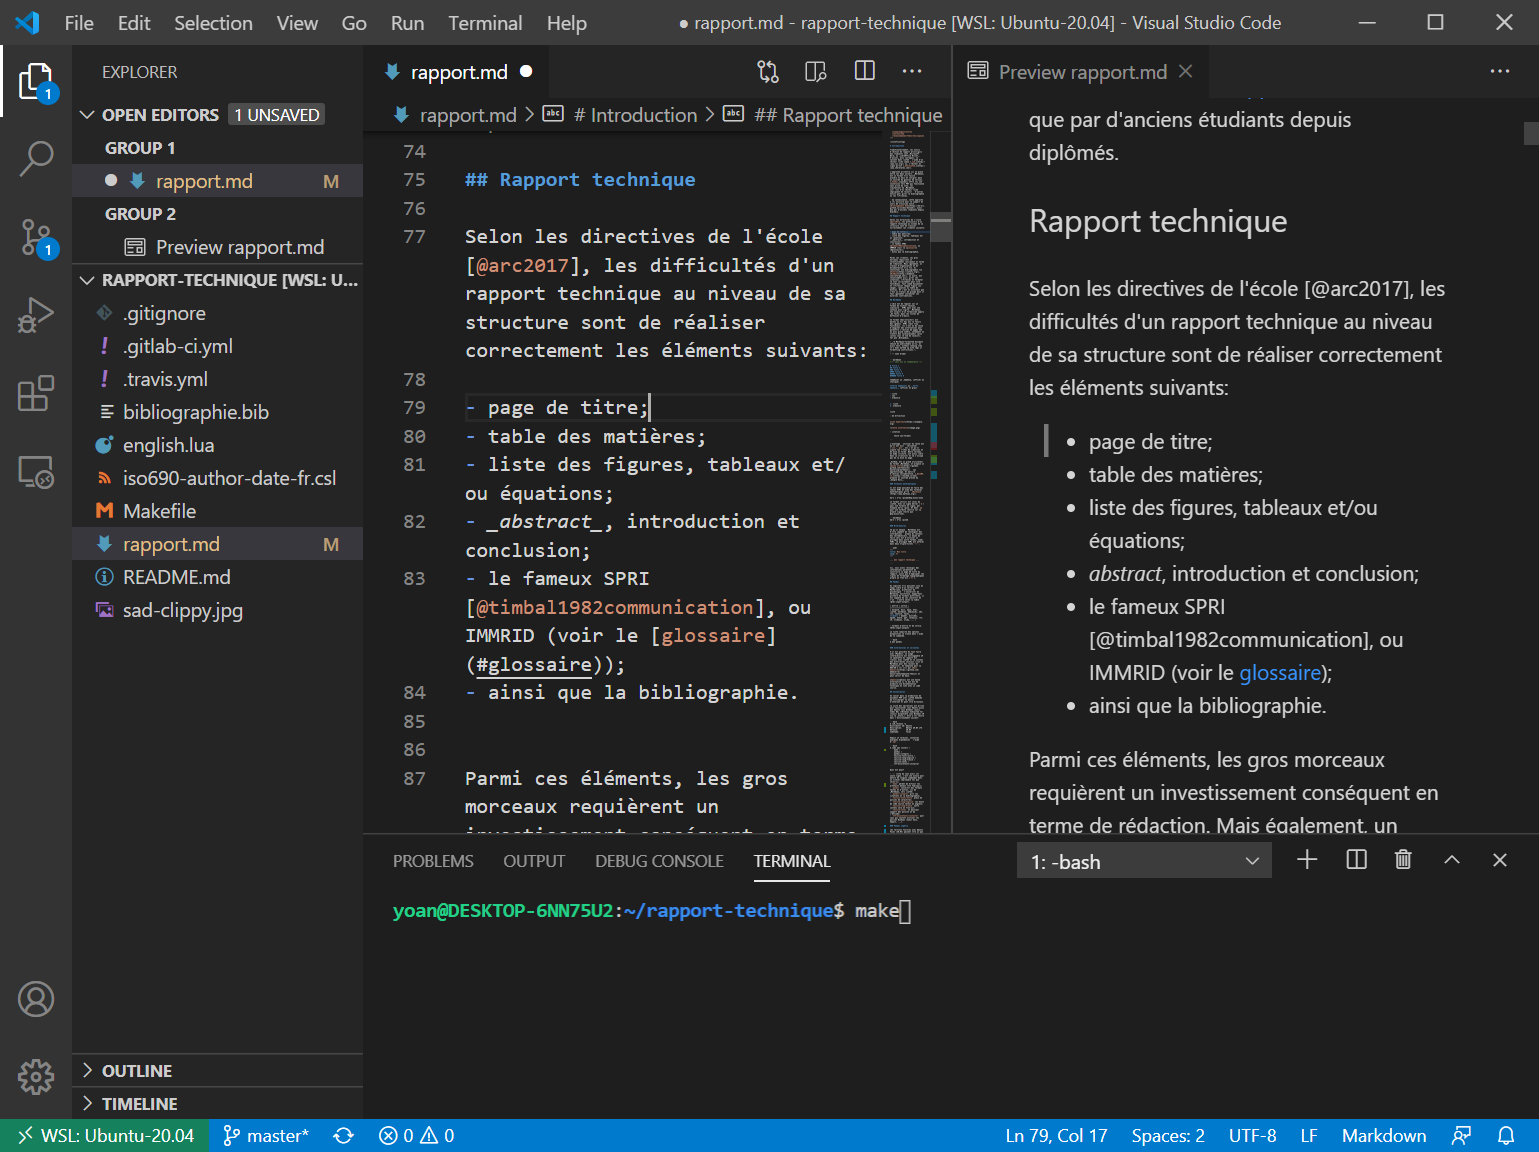 File Edit Selection View Go Run Terminal Help ● rapport.md - rapport-technique [WSL: Ubuntu-20.04] - Visual Studio Code
1
1
EXPLORER
OPEN EDITORS 1 UNSAVED
GROUP 1
rapport.md M
GROUP 2
Preview rapport.md
RAPPORT-TECHNIQUE [WSL: U...
.gitignore
! .gitlab-ci.yml
! .travis.yml
bibliographie.bib
english.lua
iso690-author-date-fr.csl
M Makefile
rapport.md M
README.md
sad-clippy.jpg
OUTLINE
TIMELINE
rapport.md
rapport.md > abc # Introduction > abc ## Rapport technique
74
75 ## Rapport technique
76
77 Selon les directives de l'école
[@arc2017], les difficultés d'un
rapport technique au niveau de sa
structure sont de réaliser
correctement les éléments suivants:
78
79 - page de titre;
80 - table des matières;
81 - liste des figures, tableaux et/
ou équations;
82 - _abstract_, introduction et
conclusion;
83 - le fameux SPRI
[@timbal1982communication], ou
IMMRID (voir le [glossaire]
(#glossaire));
84 - ainsi que la bibliographie.
85
86
87 Parmi ces éléments, les gros
morceaux requièrent un
investissement conséquent en terme
Preview rapport.md
que par d'anciens étudiants depuis
diplômés.
Rapport technique
Selon les directives de l'école [@arc2017], les
difficultés d'un rapport technique au niveau
de sa structure sont de réaliser correctement
les éléments suivants:
• page de titre;
• table des matières;
• liste des figures, tableaux et/ou
équations;
• abstract, introduction et conclusion;
• le fameux SPRI
[@timbal1982communication], ou
IMMRID (voir le glossaire);
• ainsi que la bibliographie.
Parmi ces éléments, les gros morceaux
requièrent un investissement conséquent en
terme de rédaction. Mais également, un
PROBLEMS OUTPUT DEBUG CONSOLE TERMINAL 1: -bash
yoan@DESKTOP-6NN75U2:~/rapport-technique$ make
WSL: Ubuntu-20.04 master* 0 0 Ln 79, Col 17 Spaces: 2 UTF-8 LF Markdown